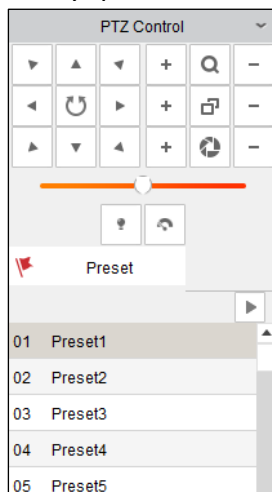 PTZ Control
+ −
+ −
+ −
Preset
01 Preset1
02 Preset2
03 Preset3
04 Preset4
05 Preset5